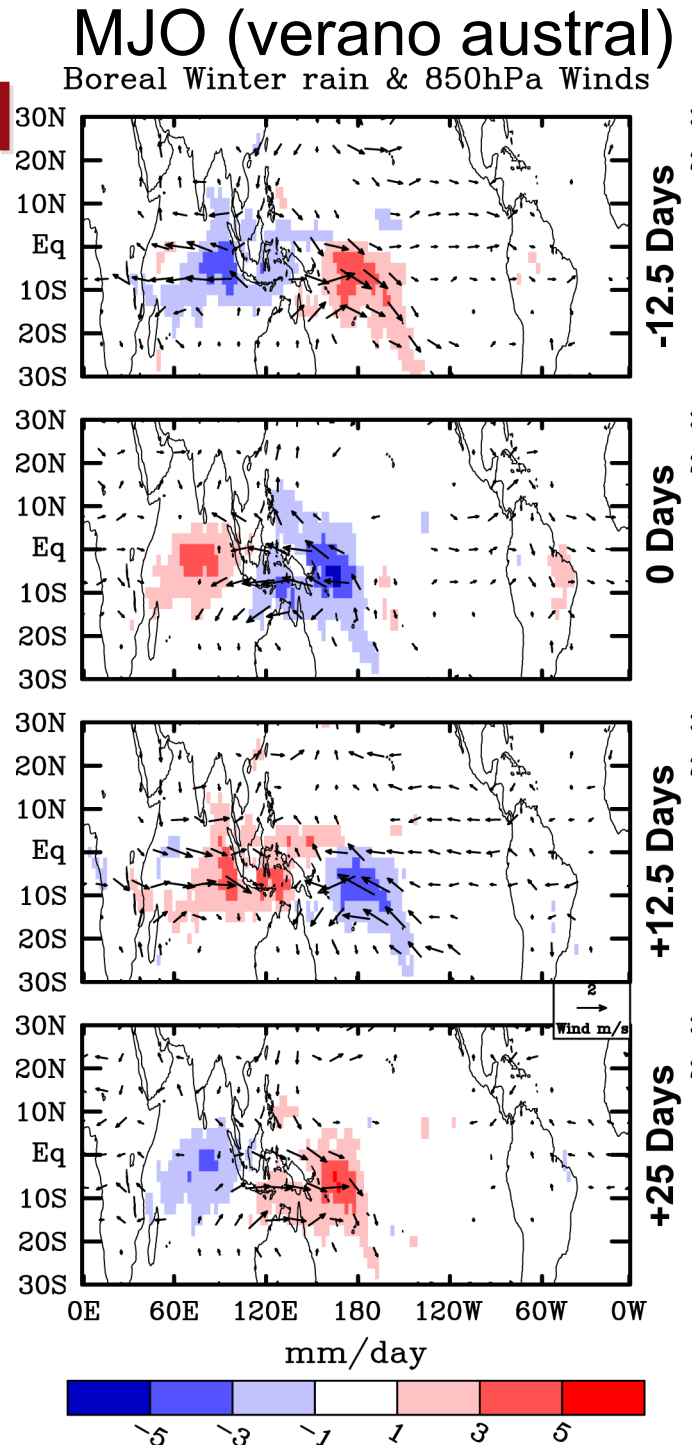 MJO (verano austral)
Boreal Winter rain & 850hPa Winds
30N
20N
10N
Eq
10S
20S
30S
-12.5 Days
30N
20N
10N
Eq
10S
20S
30S
0 Days
30N
20N
10N
Eq
10S
20S
30S
+12.5 Days
2
Wind m/s
30N
20N
10N
Eq
10S
20S
30S
+25 Days
0E 60E 120E 180 120W 60W 0W
mm/day
-5 -3 -1 1 3 5